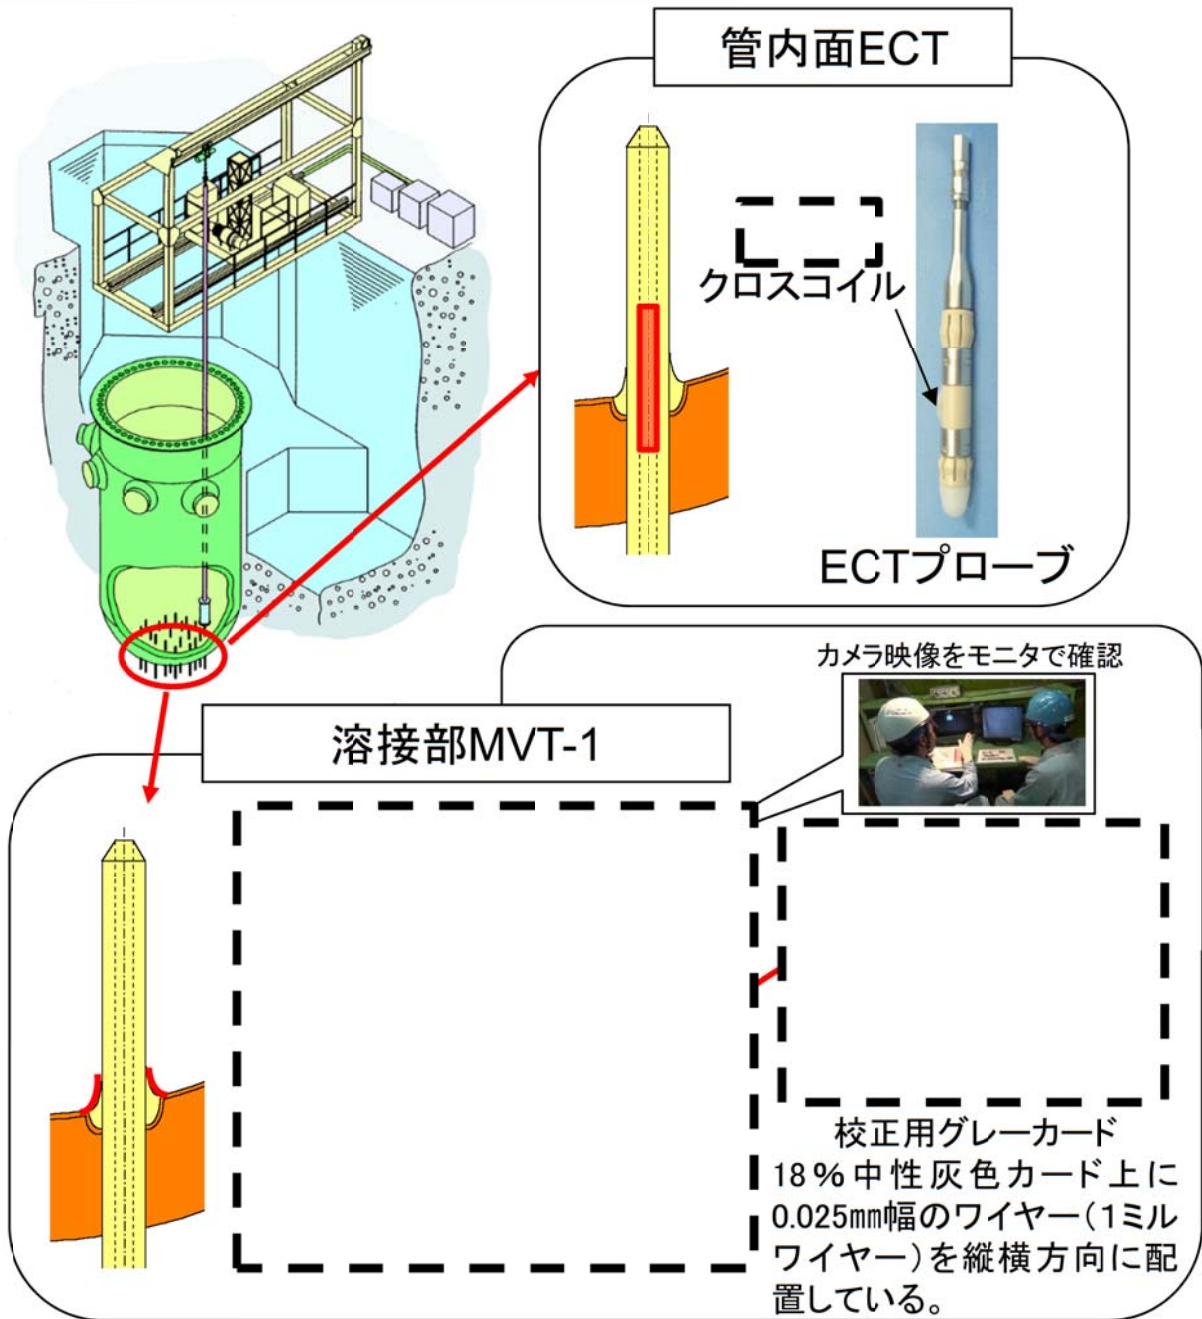 管内面ECT
クロスコイル
ECTプローブ
カメラ映像をモニタで確認
溶接部MVT-1
校正用グレーカード
18%中性灰色カード上に
0.025㎜幅のワイヤー(1ミル
ワイヤー)を縦横方向に配
置している。